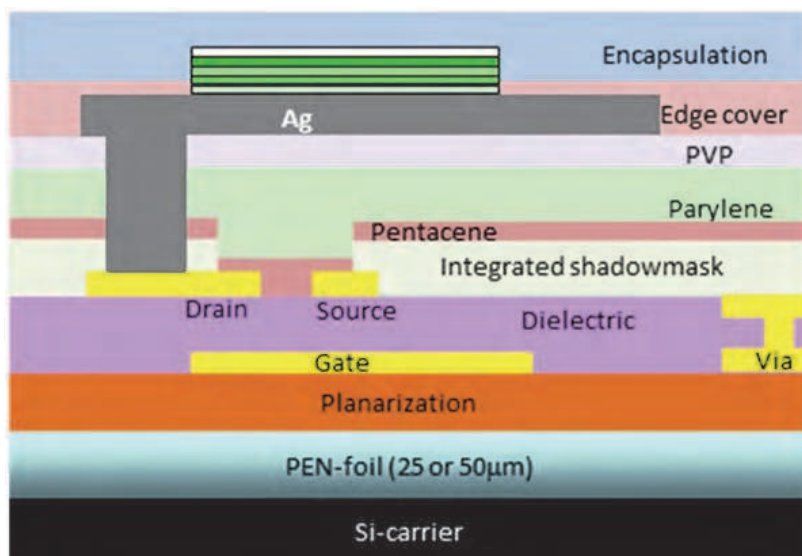 Encapsulation
Ag
Edge cover
PVP
Parylene
Pentacene
Integrated shadowmask
Drain
Source
Dielectric
Gate
Via
Planarization
PEN-foil (25 or 50μm)
Si-carrier